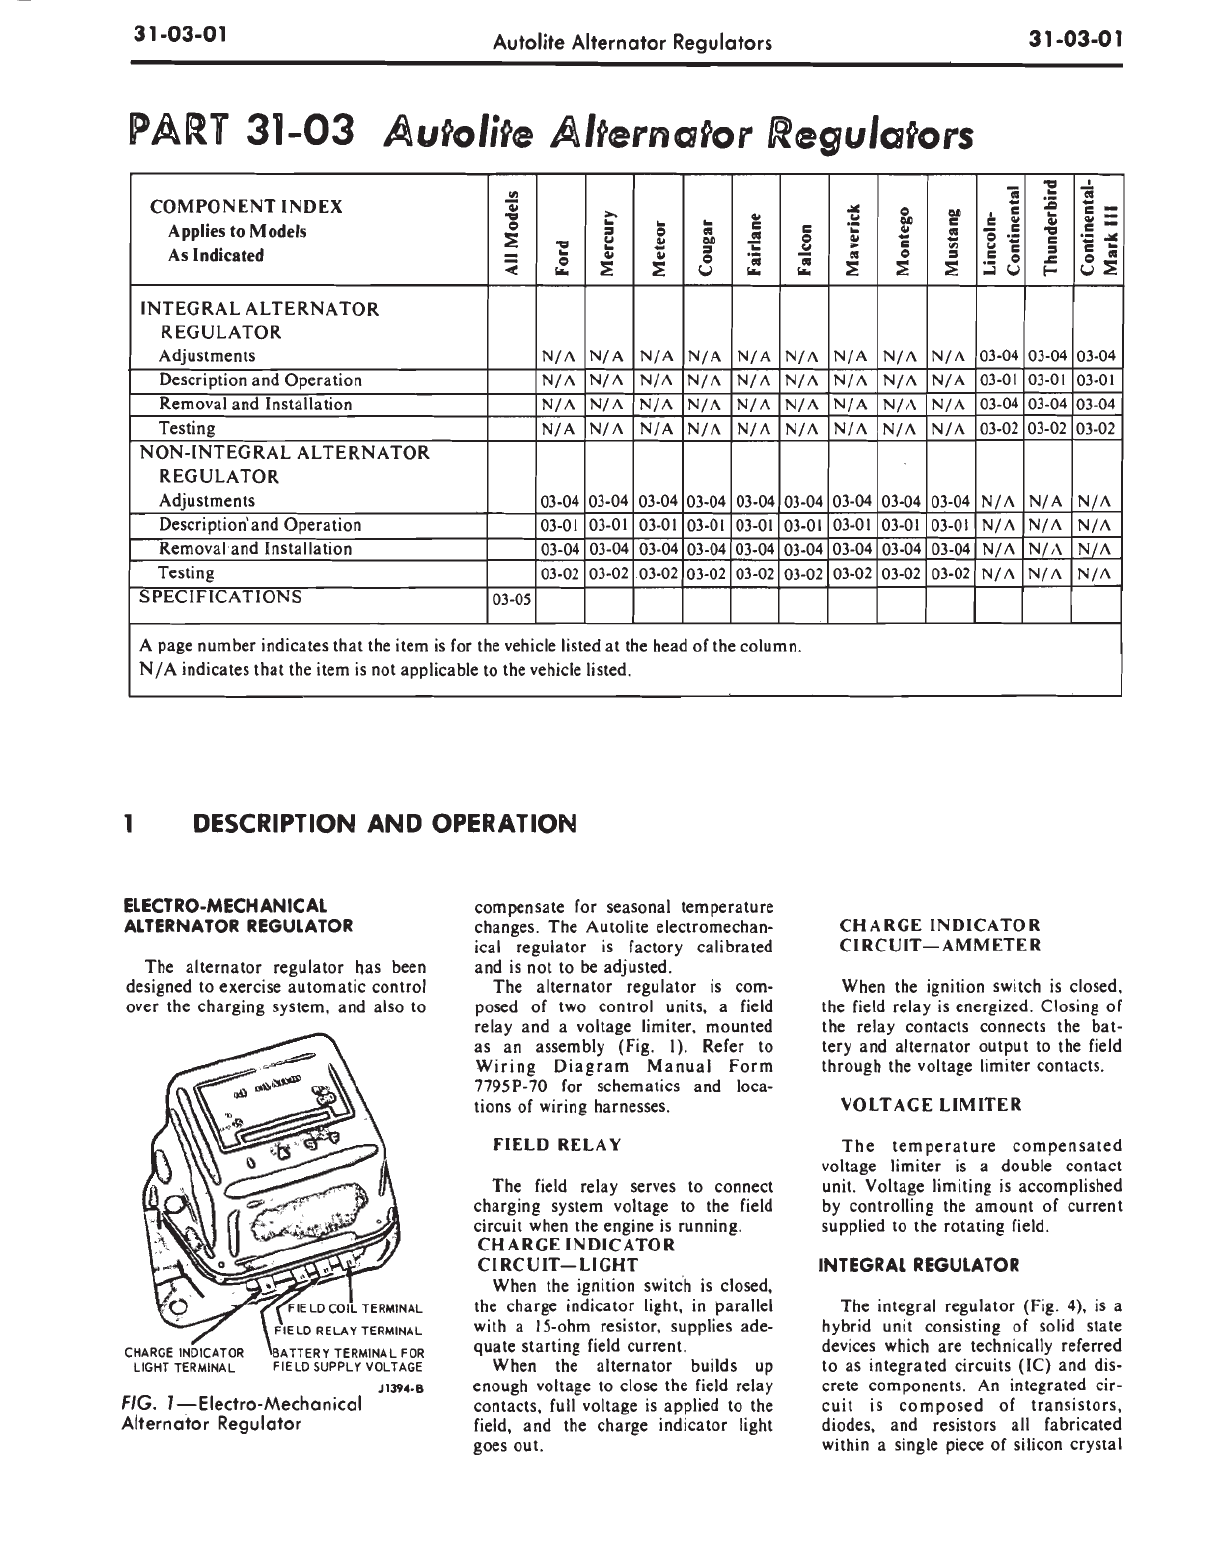 31-03-01
Autolite Alternator Regulators
31-03-01
PART 31-03 Autolite Alternator Regulators
COMPONENT INDEX
Applies to Models
As Indicated
All Models
Ford
Mercury
Meteor
Cougar
Fairlane
Falcon
Maverick
Montego
Mustang
Lincoln-
Continental
Thunderbird
Continental-
Mark III
INTEGRAL ALTERNATOR
REGULATOR
Adjustments N/A N/A N/A N/A N/A N/A N/A N/A N/A 03-04 03-04 03-04
Description and Operation N/A N/A N/A N/A N/A N/A N/A N/A N/A 03-01 03-01 03-01
Removal and Installation N/A N/A N/A N/A N/A N/A N/A N/A N/A 03-04 03-04 03-04
Testing N/A N/A N/A N/A N/A N/A N/A N/A N/A 03-02 03-02 03-02
NON-INTEGRAL ALTERNATOR
REGULATOR
Adjustments 03-04 03-04 03-04 03-04 03-04 03-04 03-04 03-04 03-04 N/A N/A N/A
Description and Operation 03-01 03-01 03-01 03-01 03-01 03-01 03-01 03-01 03-01 N/A N/A N/A
Removal and Installation 03-04 03-04 03-04 03-04 03-04 03-04 03-04 03-04 03-04 N/A N/A N/A
Testing 03-02 03-02 03-02 03-02 03-02 03-02 03-02 03-02 03-02 N/A N/A N/A
SPECIFICATIONS 03-05
A page number indicates that the item is for the vehicle listed at the head of the column.
N/A indicates that the item is not applicable to the vehicle listed.
1 DESCRIPTION AND OPERATION
ELECTRO-MECHANICAL
ALTERNATOR REGULATOR
The alternator regulator has been
designed to exercise automatic control
over the charging system, and also to
FIELD COIL TERMINAL
FIELD RELAY TERMINAL
CHARGE INDICATOR
LIGHT TERMINAL
BATTERY TERMINAL FOR
FIELD SUPPLY VOLTAGE
J1394-B
FIG. 1—Electro-Mechanical
Alternator Regulator
compensate for seasonal temperature
changes. The Autolite electromechan-
ical regulator is factory calibrated
and is not to be adjusted.
The alternator regulator is com-
posed of two control units, a field
relay and a voltage limiter, mounted
as an assembly (Fig. 1). Refer to
Wiring Diagram Manual Form
7795P-70 for schematics and loca-
tions of wiring harnesses.
FIELD RELAY
The field relay serves to connect
charging system voltage to the field
circuit when the engine is running.
CHARGE INDICATOR
CIRCUIT—LIGHT
When the ignition switch is closed,
the charge indicator light, in parallel
with a 15-ohm resistor, supplies ade-
quate starting field current.
When the alternator builds up
enough voltage to close the field relay
contacts, full voltage is applied to the
field, and the charge indicator light
goes out.
CHARGE INDICATOR
CIRCUIT—AMMETER
When the ignition switch is closed,
the field relay is energized. Closing of
the relay contacts connects the bat-
tery and alternator output to the field
through the voltage limiter contacts.
VOLTAGE LIMITER
The temperature compensated
voltage limiter is a double contact
unit. Voltage limiting is accomplished
by controlling the amount of current
supplied to the rotating field.
INTEGRAL REGULATOR
The integral regulator (Fig. 4), is a
hybrid unit consisting of solid state
devices which are technically referred
to as integrated circuits (IC) and dis-
crete components. An integrated cir-
cuit is composed of transistors,
diodes, and resistors all fabricated
within a single piece of silicon crystal